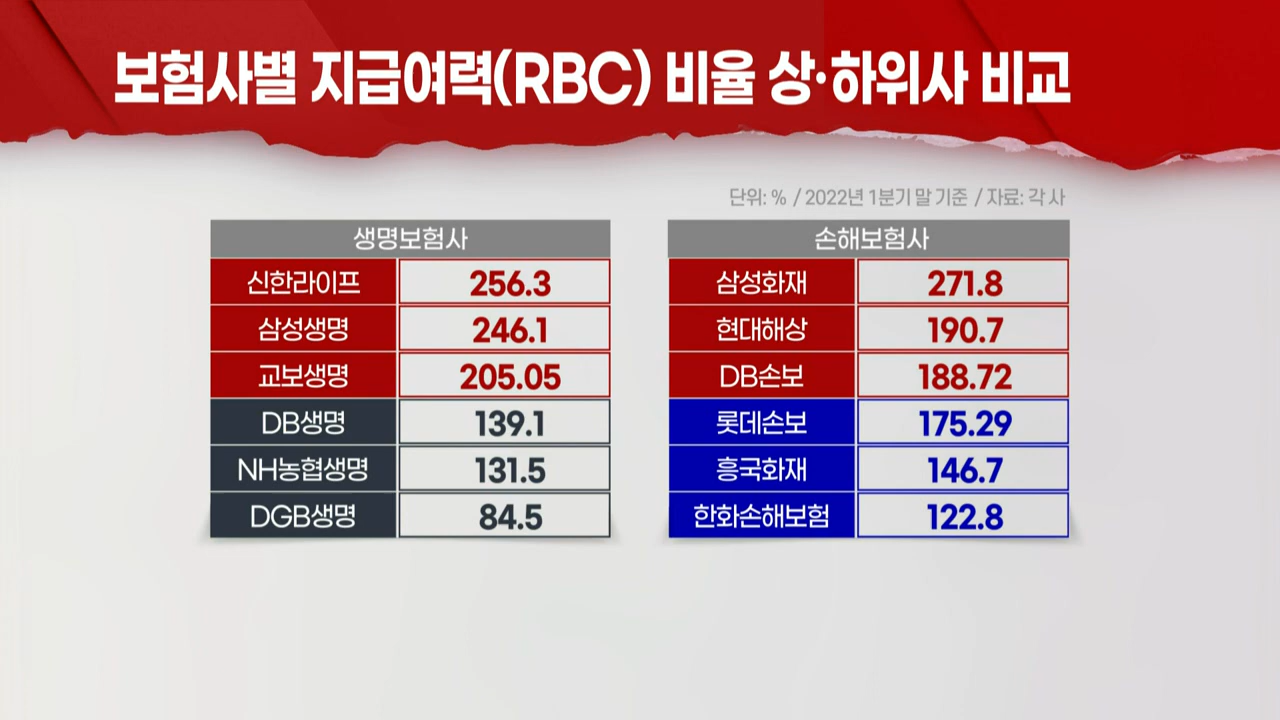 보험사별 지급여력(RBC) 비율 상·하위사 비교
단위: % / 2022년 1분기 말 기준 / 자료: 각 사
생명보험사
신한라이프 256.3
삼성생명 246.1
교보생명 205.05
DB생명 139.1
NH농협생명 131.5
DGB생명 84.5
손해보험사
삼성화재 271.8
현대해상 190.7
DB손보 188.72
롯데손보 175.29
흥국화재 146.7
한화손해보험 122.8